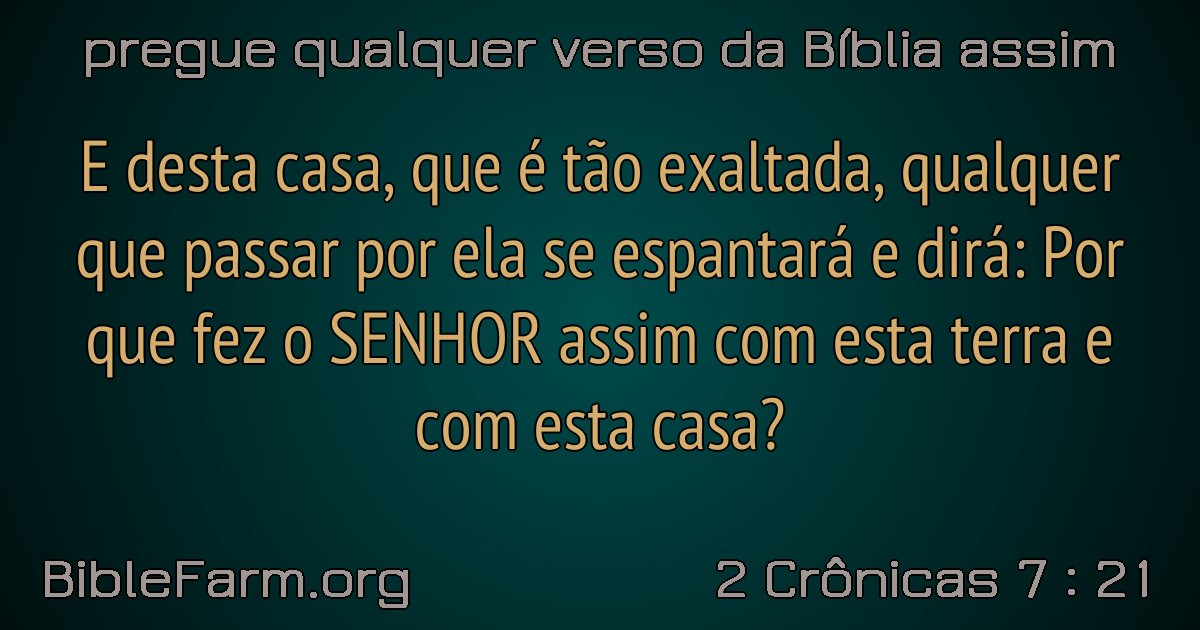 pregue qualquer verso da Bíblia assim
E desta casa, que é tão exaltada, qualquer
que passar por ela se espantará e dirá: Por
que fez o SENHOR assim com esta terra e
com esta casa?
BibleFarm.org
2 Crônicas 7 : 21